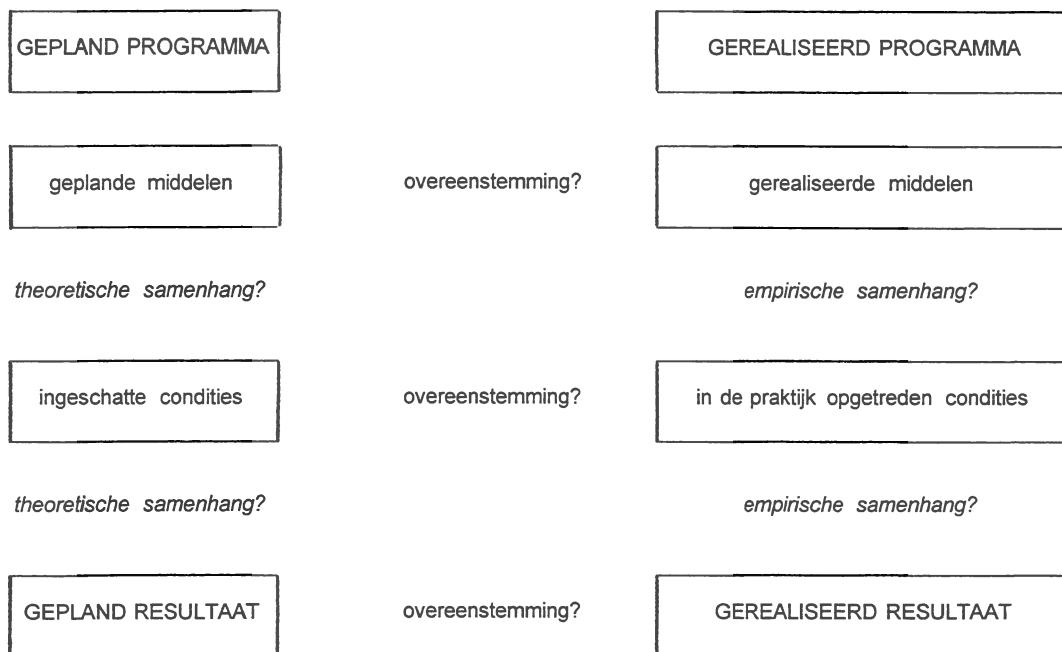 GEPLAND PROGRAMMA GEREALISEERD PROGRAMMA
geplande middelen overeenstemming? gerealiseerde middelen
theoretische samenhang? empirische samenhang?
ingeschatte condities overeenstemming? in de praktijk opgetreden condities
theoretische samenhang? empirische samenhang?
GEPLAND RESULTAAT overeenstemming? GEREALISEERD RESULTAAT